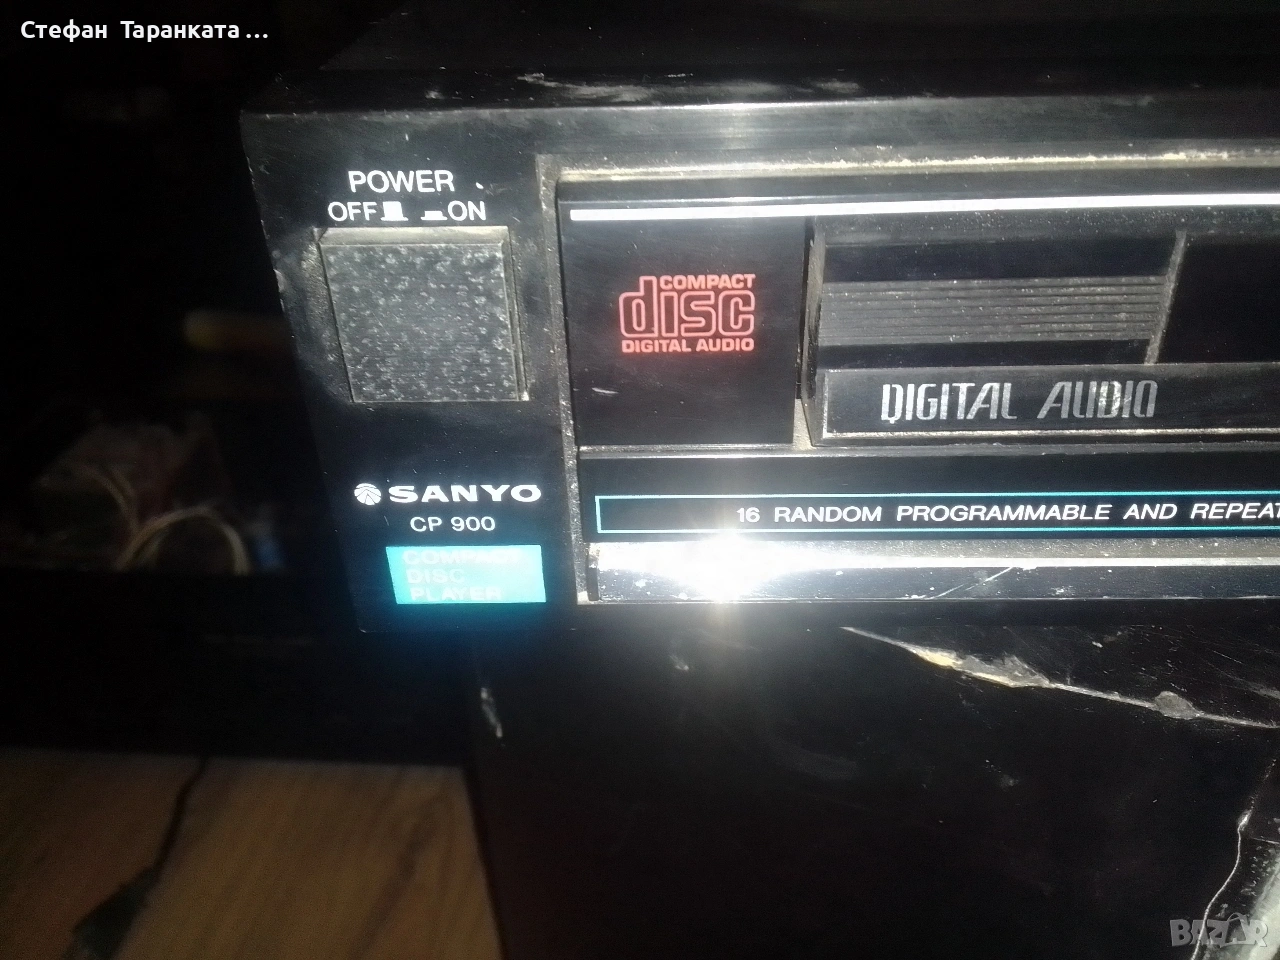 Стефан Таранката...
POWER
OFF ON
COMPACT
disc
DIGITAL AUDIO
DIGITAL AUDIO
SANYO
CP 900
COMPACT
DISC
PLAYER
16 RANDOM PROGRAMMABLE AND REPEAT
BAZAR